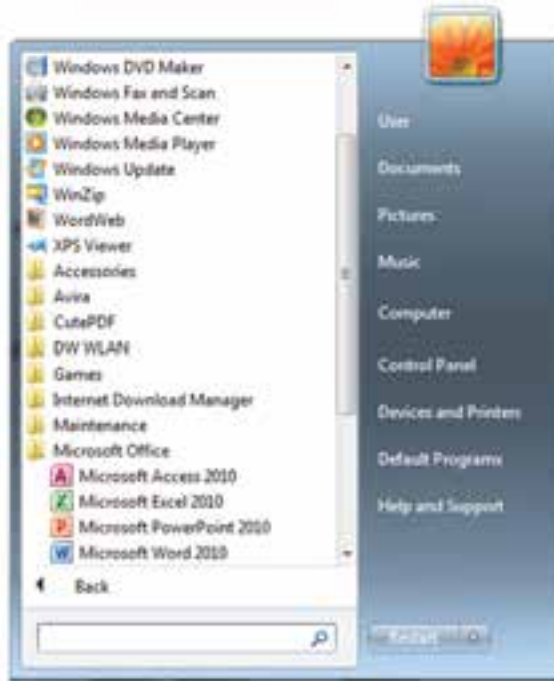 Windows DVD Maker
Windows Fax and Scan
Windows Media Center
Windows Media Player
Windows Update
WinZip
WordWeb
XPS Viewer
Accessories
Avira
CutePDF
DW WLAN
Games
Internet Download Manager
Maintenance
Microsoft Office
Microsoft Access 2010
Microsoft Excel 2010
Microsoft PowerPoint 2010
Microsoft Word 2010
Back
User
Documents
Pictures
Music
Computer
Control Panel
Devices and Printers
Default Programs
Help and Support
Restart